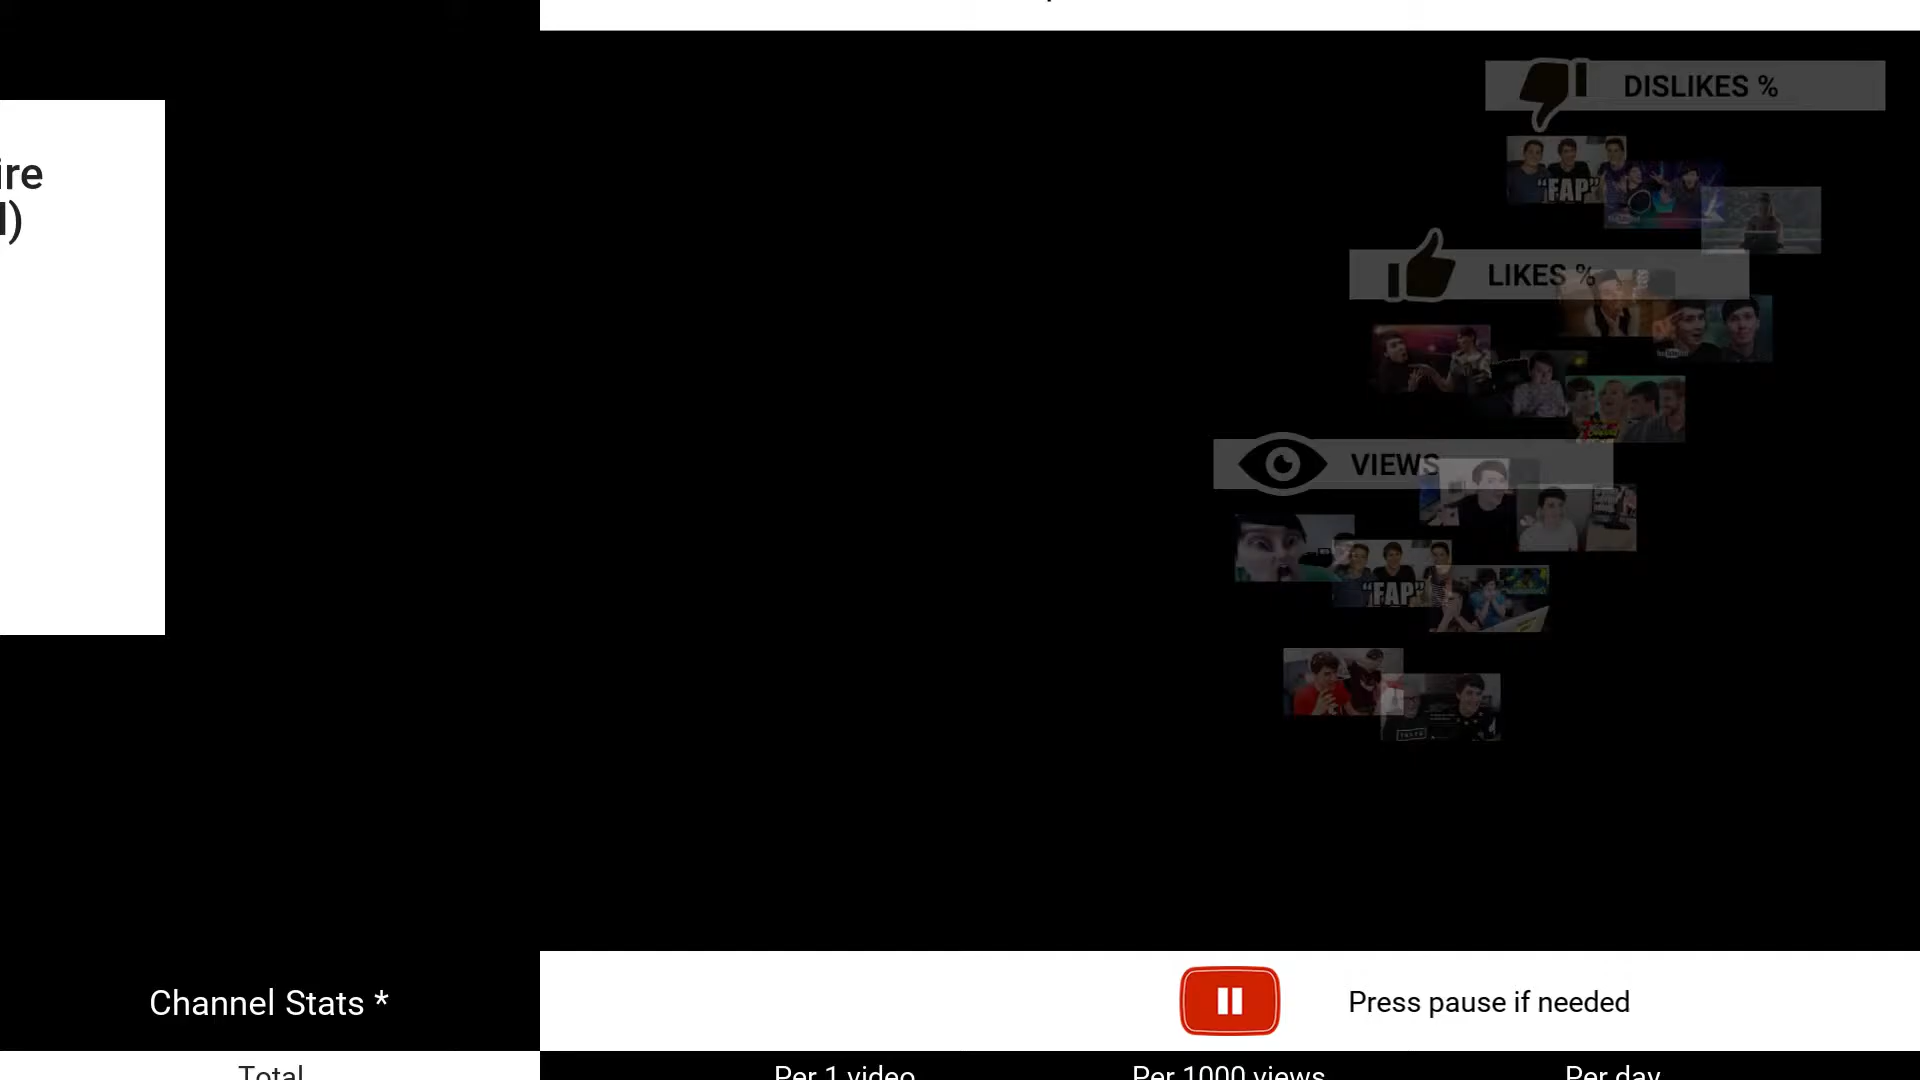 DISLIKES %
ire
l)
"FAP"
LIKES %
VIEWS
"FAP"
Channel Stats *
Press pause if needed
Total
Per 1 video
Per 1000 views
Per day